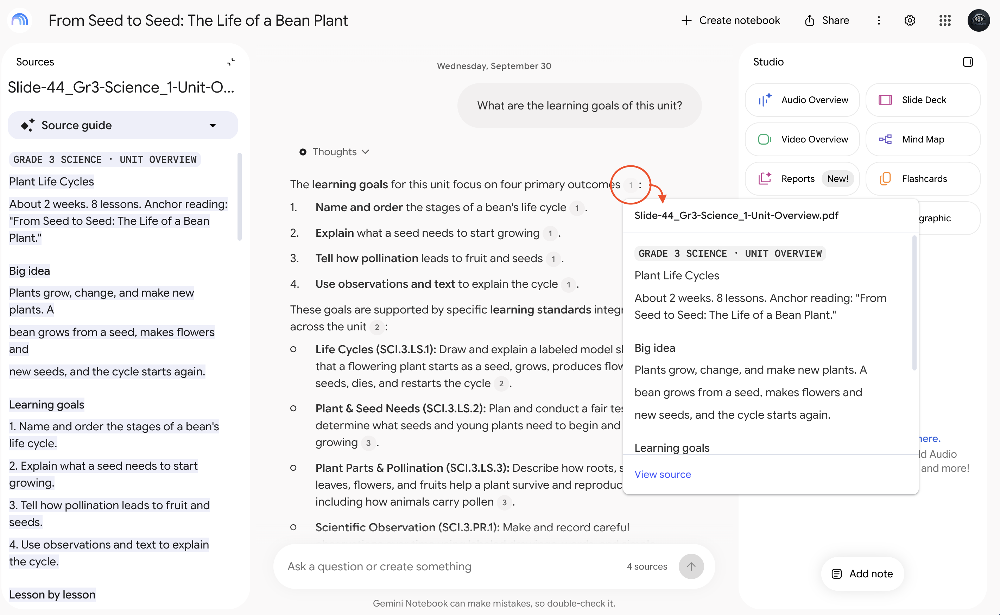 From Seed to Seed: The Life of a Bean Plant
Create notebook
Share
Sources
Slide-44_Gr3-Science_1-Unit-O...
Source guide
GRADE 3 SCIENCE · UNIT OVERVIEW
Plant Life Cycles
About 2 weeks. 8 lessons. Anchor reading:
"From Seed to Seed: The Life of a Bean
Plant."
Big idea
Plants grow, change, and make new
plants. A
bean grows from a seed, makes flowers
and
new seeds, and the cycle starts again.
Learning goals
1. Name and order the stages of a bean's
life cycle.
2. Explain what a seed needs to start
growing.
3. Tell how pollination leads to fruit and
seeds.
4. Use observations and text to explain
the cycle.
Lesson by lesson
Wednesday, September 30
What are the learning goals of this unit?
Thoughts
The learning goals for this unit focus on four primary outcomes 1 :
1. Name and order the stages of a bean's life cycle 1 .
2. Explain what a seed needs to start growing 1 .
3. Tell how pollination leads to fruit and seeds 1 .
4. Use observations and text to explain the cycle 1 .
These goals are supported by specific learning standards integr
across the unit 2 :
Life Cycles (SCI.3.LS.1): Draw and explain a labeled model sh
that a flowering plant starts as a seed, grows, produces flow
seeds, dies, and restarts the cycle 2 .
Plant & Seed Needs (SCI.3.LS.2): Plan and conduct a fair tes
determine what seeds and young plants need to begin and
growing 3 .
Plant Parts & Pollination (SCI.3.LS.3): Describe how roots, s
leaves, flowers, and fruits help a plant survive and reproduc
including how animals carry pollen 3 .
Scientific Observation (SCI.3.PR.1): Make and record careful
Ask a question or create something
4 sources
Gemini Notebook can make mistakes, so double-check it.
Slide-44_Gr3-Science_1-Unit-Overview.pdf
GRADE 3 SCIENCE · UNIT OVERVIEW
Plant Life Cycles
About 2 weeks. 8 lessons. Anchor reading: "From
Seed to Seed: The Life of a Bean Plant."
Big idea
Plants grow, change, and make new plants. A
bean grows from a seed, makes flowers and
new seeds, and the cycle starts again.
Learning goals
View source
Studio
Audio Overview
Slide Deck
Video Overview
Mind Map
Reports New!
Flashcards
graphic
here.
dd Audio
and more!
Add note